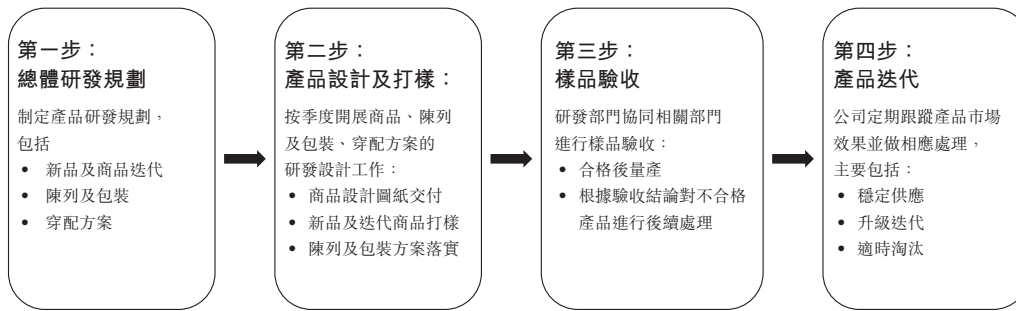 第一步：
總體研發規劃
制定產品研發規劃，
包括
• 新品及商品迭代
• 陳列及包裝
• 穿配方案
第二步：
產品設計及打樣：
按季度開展商品、陳列
及包裝、穿配方案的
研發設計工作：
• 商品設計圖紙交付
• 新品及迭代商品打樣
• 陳列及包裝方案落實
第三步：
樣品驗收
研發部門協同相關部門
進行樣品驗收：
• 合格後量產
• 根據驗收結論對不合格
產品進行後續處理
第四步：
產品迭代
公司定期跟蹤產品市場
效果並做相應處理，
主要包括：
• 穩定供應
• 升級迭代
• 適時淘汰